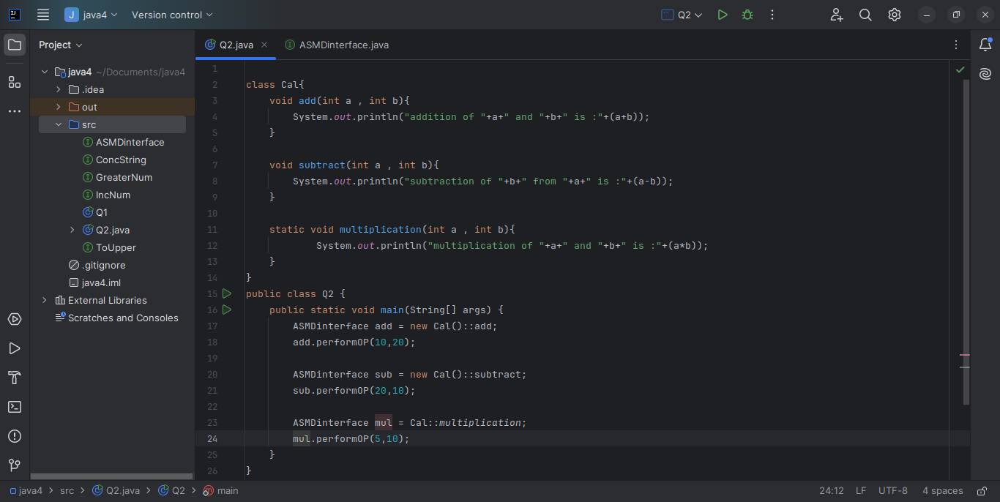 J java4 Version control Q2
Project
Q2.java ASMDinterface.java
java4 ~/Documents/java4
.idea
out
src
ASMDinterface
ConcString
GreaterNum
IncNum
Q1
Q2.java
ToUpper
.gitignore
java4.iml
External Libraries
Scratches and Consoles
1
2 class Cal{
3 void add(int a , int b){
4 System.out.println("addition of "+a+" and "+b+" is :"+(a+b));
5 }
6
7 void subtract(int a , int b){
8 System.out.println("subtraction of "+b+" from "+a+" is :"+(a-b));
9 }
10
11 static void multiplication(int a , int b){
12 System.out.println("multiplication of "+a+" and "+b+" is :"+(a*b));
13 }
14 }
15 public class Q2 {
16 public static void main(String[] args) {
17 ASMDinterface add = new Cal()::add;
18 add.performOP(10,20);
19
20 ASMDinterface sub = new Cal()::subtract;
21 sub.performOP(20,10);
22
23 ASMDinterface mul = Cal::multiplication;
24 mul.performOP(5,10);
25 }
26 }
java4 > src > Q2.java > Q2 > main 24:12 LF UTF-8 4 spaces